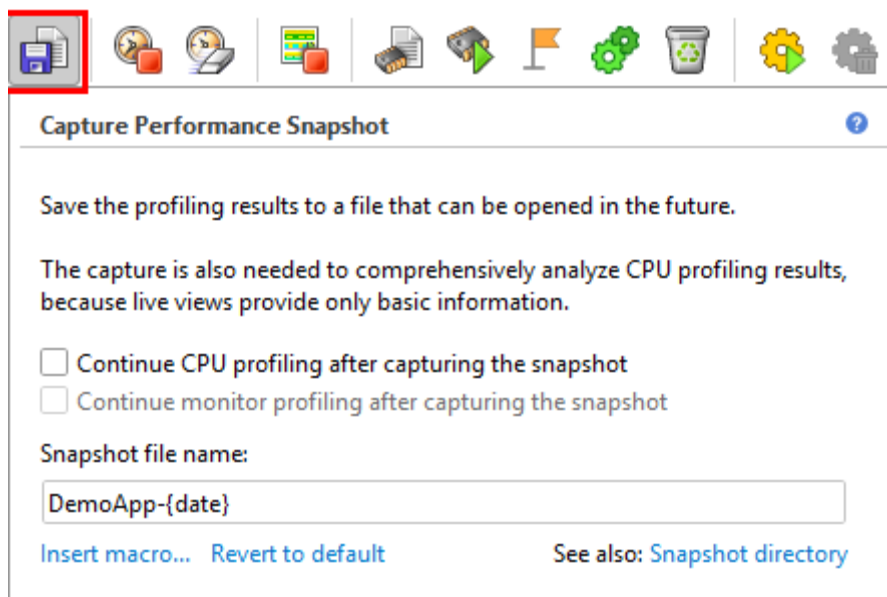 Capture Performance Snapshot
Save the profiling results to a file that can be opened in the future.
The capture is also needed to comprehensively analyze CPU profiling results,
because live views provide only basic information.
Continue CPU profiling after capturing the snapshot
Continue monitor profiling after capturing the snapshot
Snapshot file name:
DemoApp-{date}
Insert macro... Revert to default See also: Snapshot directory